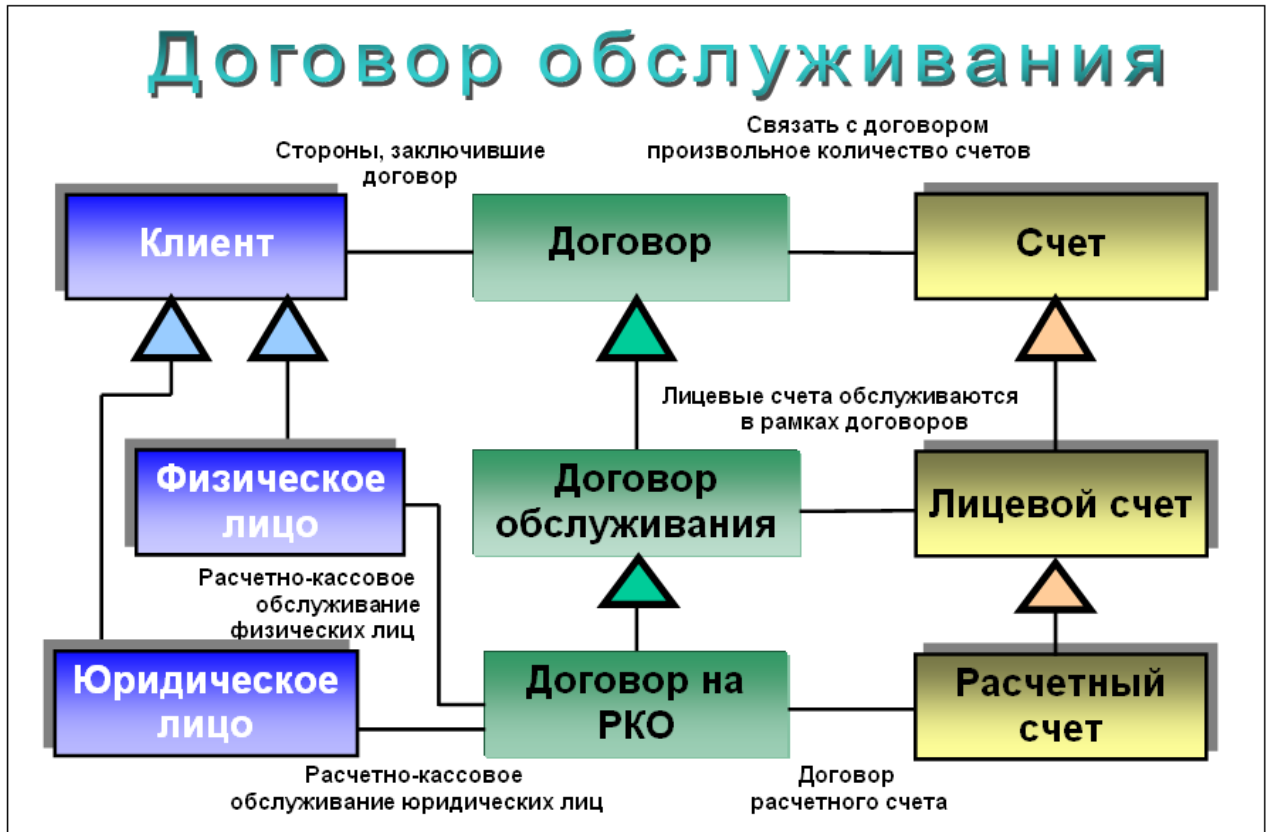 Договор обслуживания
Связать с договором
произвольное количество счетов
Стороны, заключившие
договор
Клиент
Договор
Счет
Лицевые счета обслуживаются
в рамках договоров
Физическое
лицо
Договор
обслуживания
Лицевой счет
Расчетно-кассовое
обслуживание
физических лиц
Юридическое
лицо
Договор на
РКО
Расчетный
счет
Расчетно-кассовое
обслуживание юридических лиц
Договор
расчетного счета